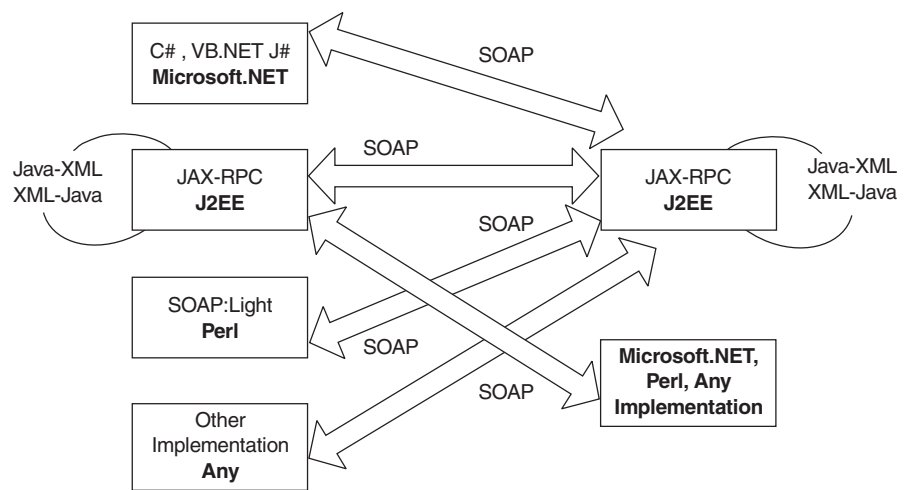 C# , VB.NET J#
Microsoft.NET
SOAP
Java-XML
XML-Java
JAX-RPC
J2EE
SOAP
JAX-RPC
J2EE
Java-XML
XML-Java
SOAP
SOAP:Light
Perl
SOAP
Microsoft.NET,
Perl, Any
Implementation
SOAP
Other
Implementation
Any